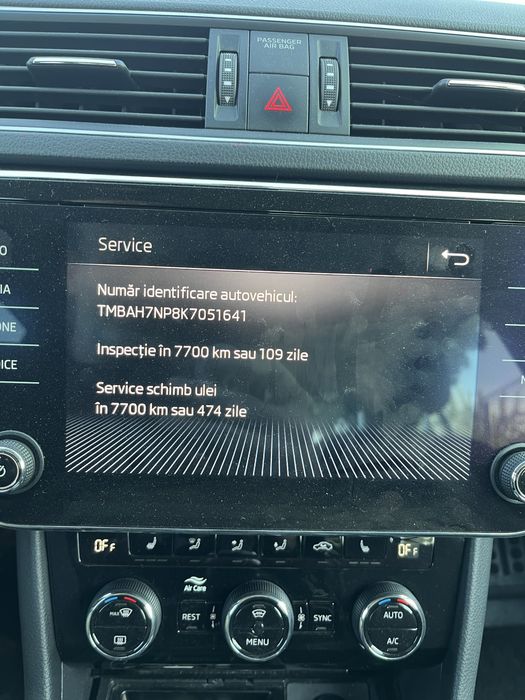 PASSENGER
AIR BAG
Service
Număr identificare autovehicul:
TMBAH7NP8K7051641
Inspecție în 7700 km sau 109 zile
Service schimb ulei
în 7700 km sau 474 zile
OFF
OFF
Air Care
MAX
REST
MENU
SYNC
AUTO
A/C